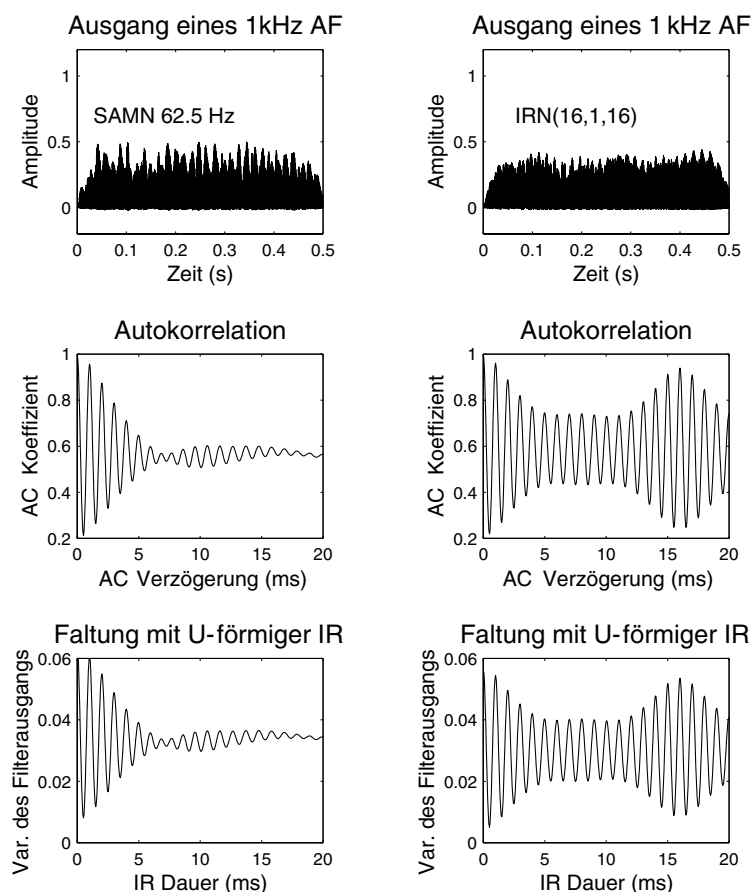 Ausgang eines 1kHz AF
Amplitude
1
0.5
0
SAMN 62.5 Hz
0 0.1 0.2 0.3 0.4 0.5
Zeit (s)
Ausgang eines 1kHz AF
Amplitude
1
0.5
0
IRN(16,1,16)
0 0.1 0.2 0.3 0.4 0.5
Zeit (s)
Autokorrelation
AC Koeffizient
1
0.8
0.6
0.4
0.2
0 5 10 15 20
AC Verzögerung (ms)
Autokorrelation
AC Koeffizient
1
0.8
0.6
0.4
0.2
0 5 10 15 20
AC Verzögerung (ms)
Faltung mit U-förmiger IR
Var. des Filterausgangs
0.06
0.04
0.02
0
0 5 10 15 20
IR Dauer (ms)
Faltung mit U-förmiger IR
Var. des Filterausgangs
0.06
0.04
0.02
0
0 5 10 15 20
IR Dauer (ms)